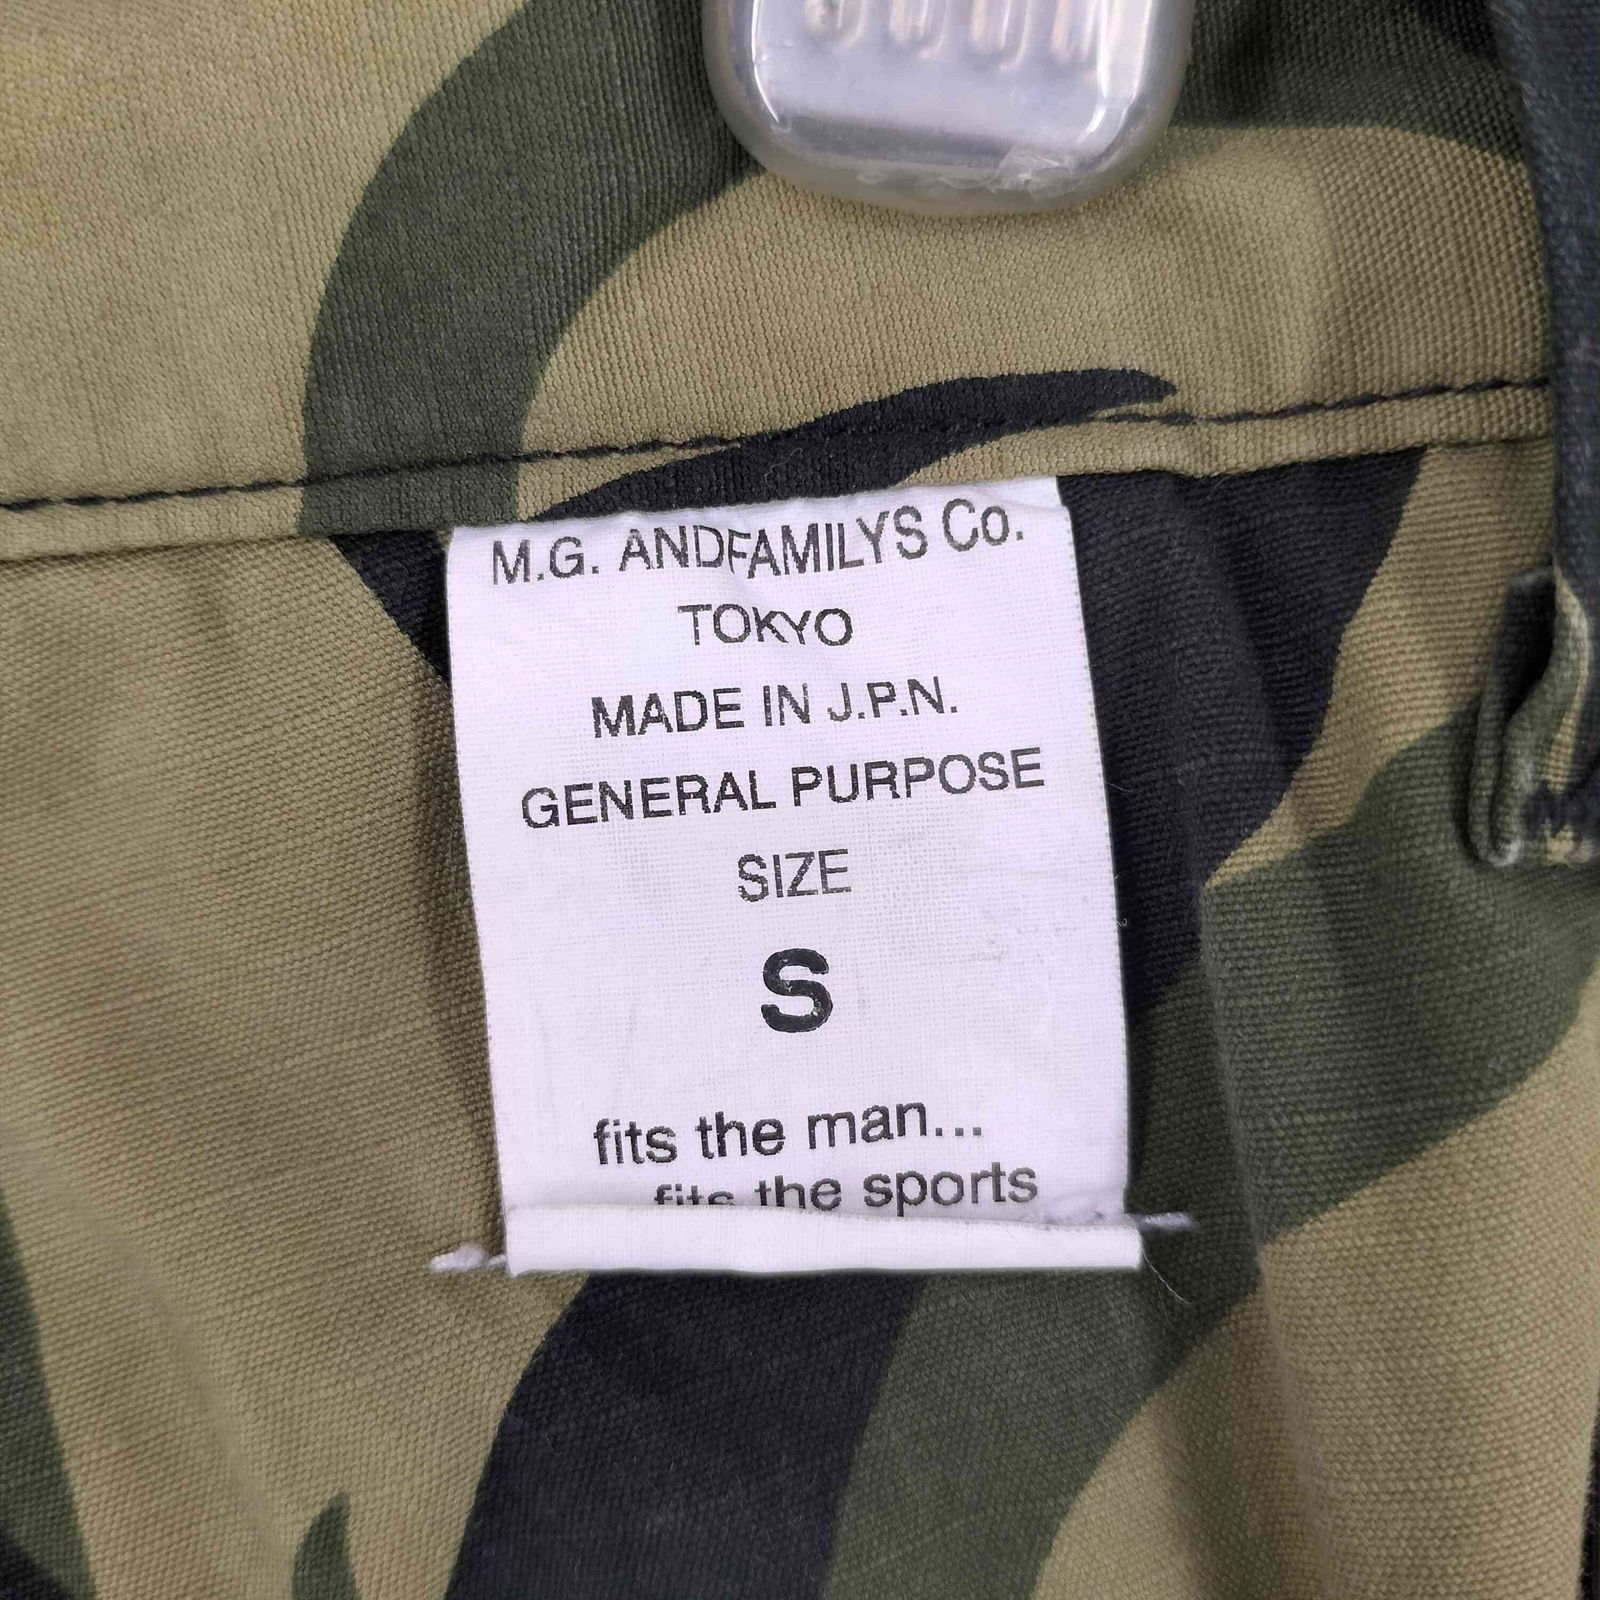 M.G. ANDFAMILYS Co.
TOKYO
MADE IN J.P.N.
GENERAL PURPOSE
SIZE
S
fits the man...
fits the sports